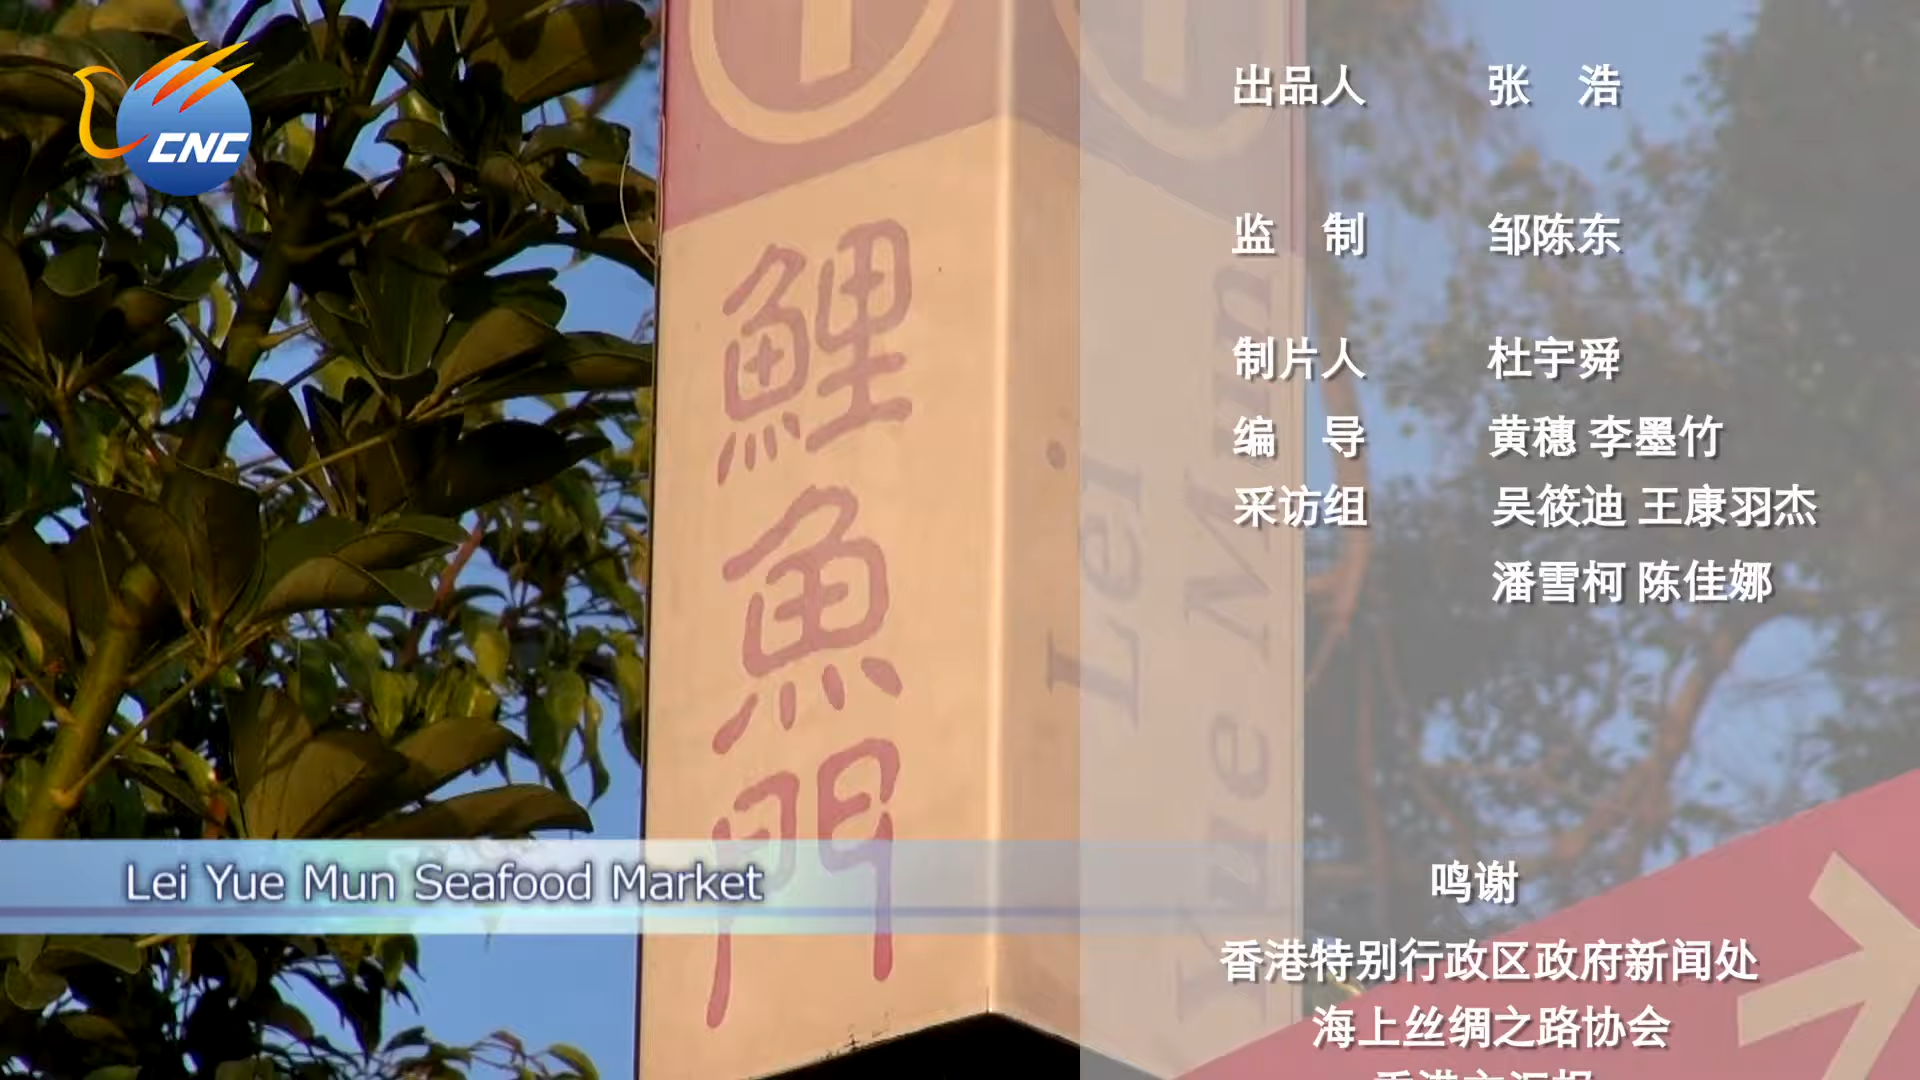 CNC
鯉魚門
Lei Yue Mun
Lei Yue Mun Seafood Market
出品人 张 浩
监 制 邹陈东
制片人 杜宇舜
编 导 黄穗 李墨竹
采访组 吴筱迪 王康羽杰
潘雪柯 陈佳娜
鸣谢
香港特别行政区政府新闻处
海上丝绸之路协会